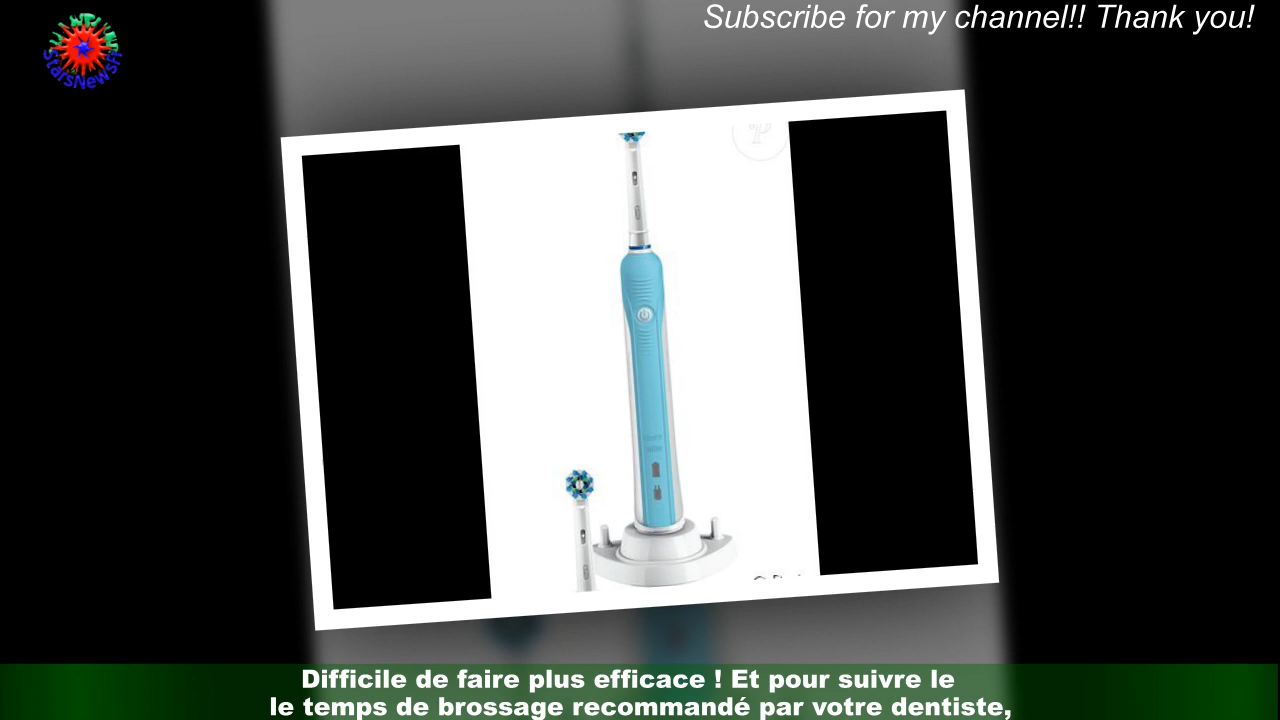 Subscribe for my channel!! Thank you!
StarsNewsFr
Difficile de faire plus efficace ! Et pour suivre le
le temps de brossage recommandé par votre dentiste,